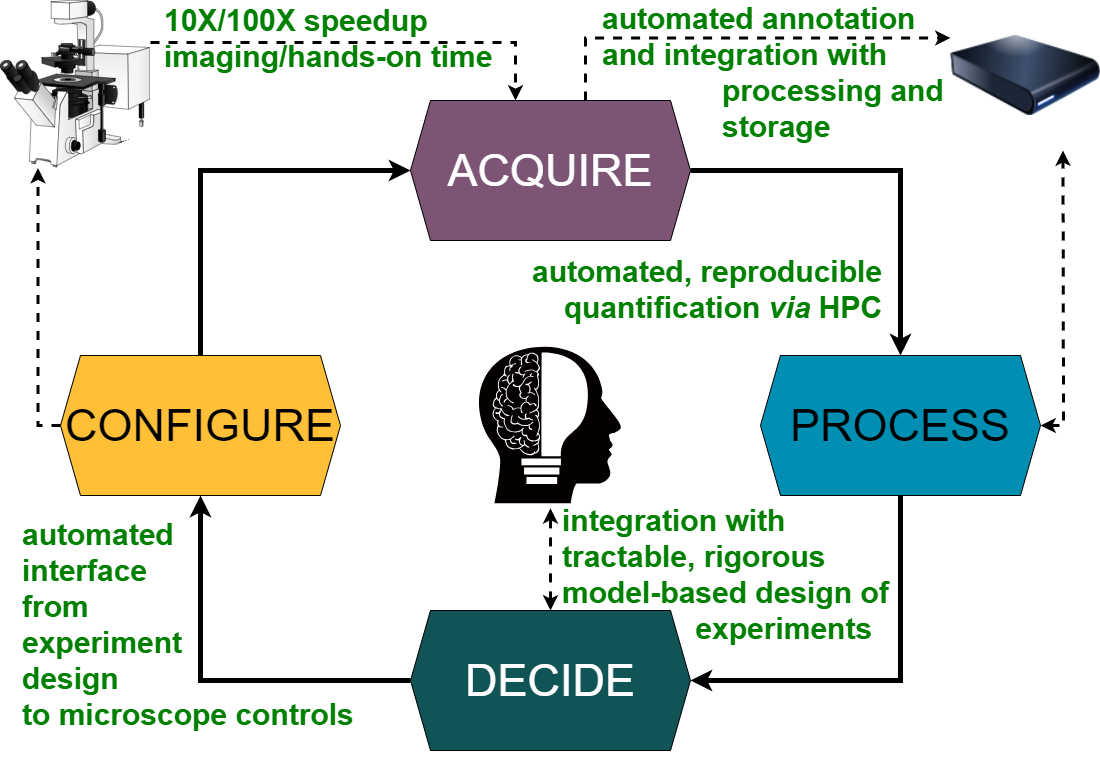 10X/100X speedup
imaging/hands-on time
automated annotation
and integration with
processing and
storage
ACQUIRE
automated, reproducible
quantification via HPC
CONFIGURE
PROCESS
integration with
tractable, rigorous
model-based design of
experiments
automated
interface
from
experiment
design
to microscope controls
DECIDE